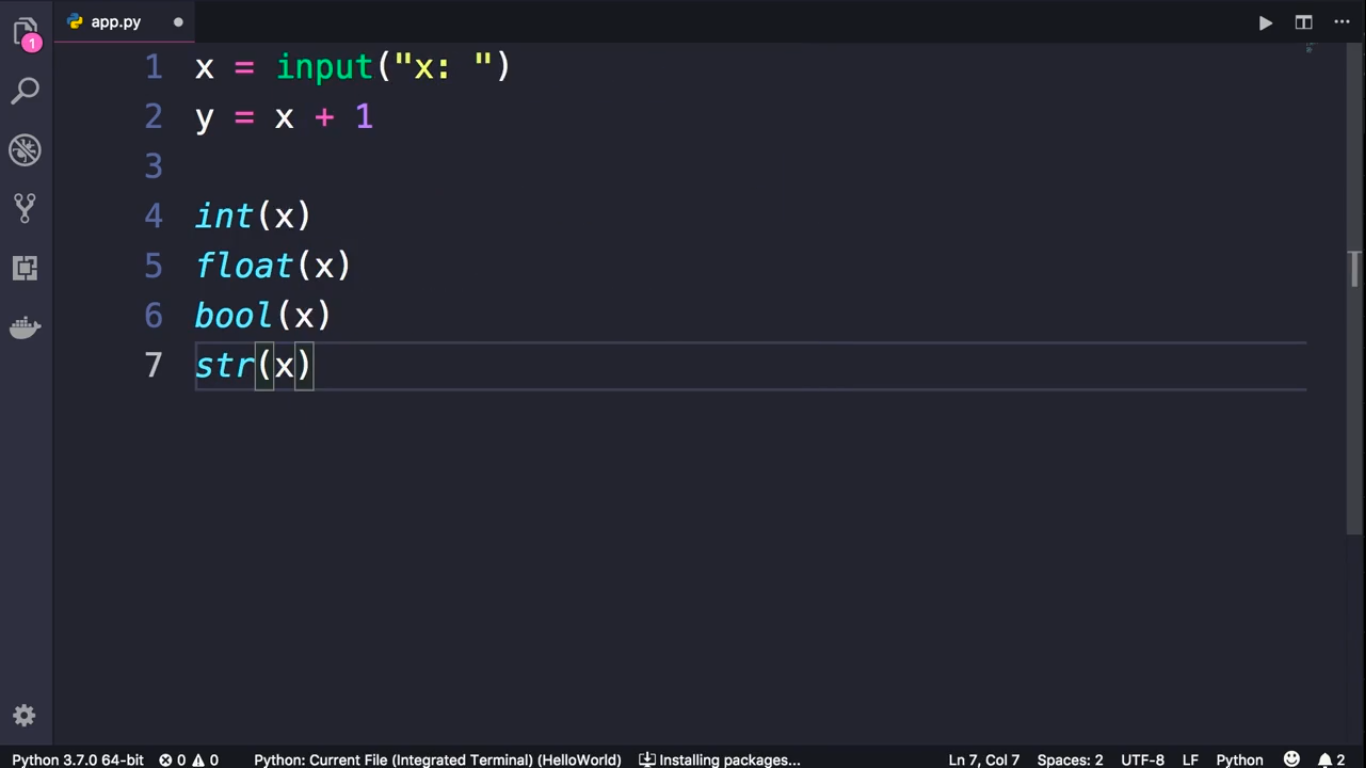 app.py
1
1 x = input("x: ")
2 y = x + 1
3
4 int(x)
5 float(x)
6 bool(x)
7 str(x)
Python 3.7.0 64-bit 0 0 Python: Current File (Integrated Terminal) (HelloWorld) Installing packages... Ln 7, Col 7 Spaces: 2 UTF-8 LF Python 2